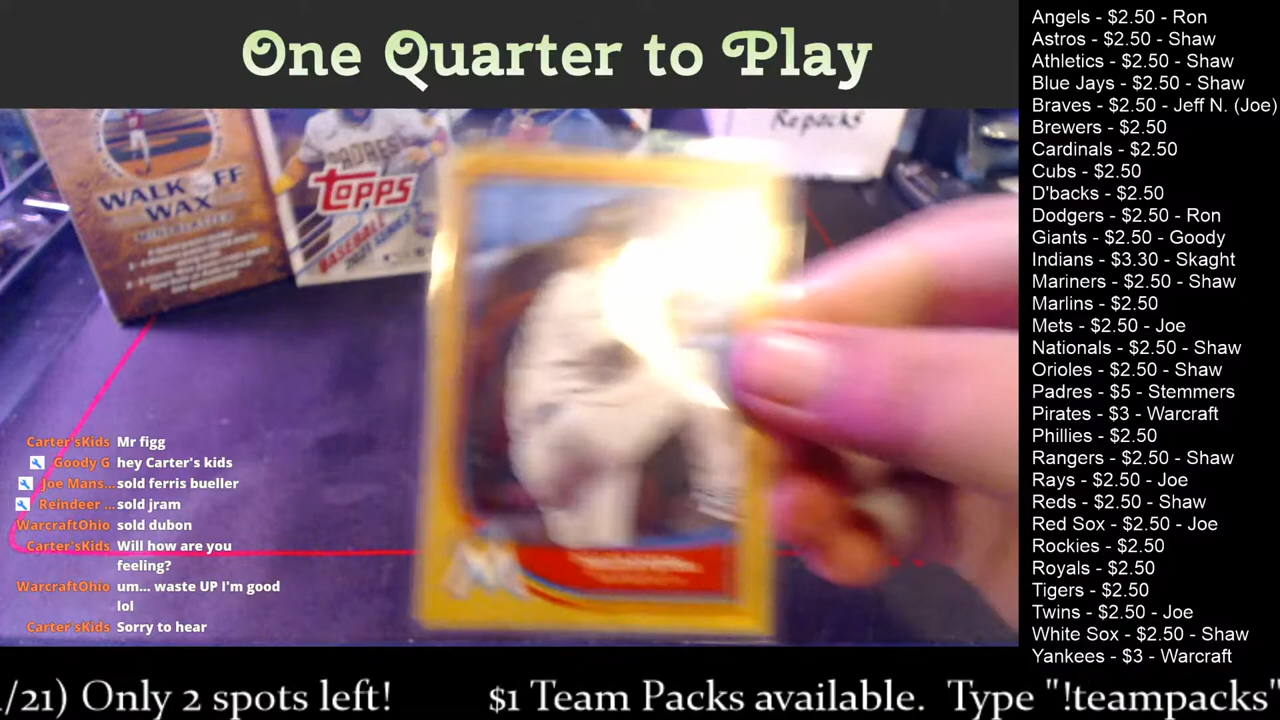 One Quarter to Play
Repacks
WALK OFF
WAX
PADRES
TOPPS
BASEBALL
Carter'sKids Mr figg
Goody G hey Carter's kids
Joe Mans... sold ferris bueller
Reindeer ... sold jram
WarcraftOhio sold dubon
Carter'sKids Will how are you
feeling?
WarcraftOhio um... waste UP I'm good
lol
Carter'sKids Sorry to hear
Angels - $2.50 - Ron
Astros - $2.50 - Shaw
Athletics - $2.50 - Shaw
Blue Jays - $2.50 - Shaw
Braves - $2.50 - Jeff N. (Joe)
Brewers - $2.50
Cardinals - $2.50
Cubs - $2.50
D'backs - $2.50
Dodgers - $2.50 - Ron
Giants - $2.50 - Goody
Indians - $3.30 - Skaght
Mariners - $2.50 - Shaw
Marlins - $2.50
Mets - $2.50 - Joe
Nationals - $2.50 - Shaw
Orioles - $2.50 - Shaw
Padres - $5 - Stemmers
Pirates - $3 - Warcraft
Phillies - $2.50
Rangers - $2.50 - Shaw
Rays - $2.50 - Joe
Reds - $2.50 - Shaw
Red Sox - $2.50 - Joe
Rockies - $2.50
Royals - $2.50
Tigers - $2.50
Twins - $2.50 - Joe
White Sox - $2.50 - Shaw
Yankees - $3 - Warcraft
/21) Only 2 spots left! $1 Team Packs available. Type "!teampacks"